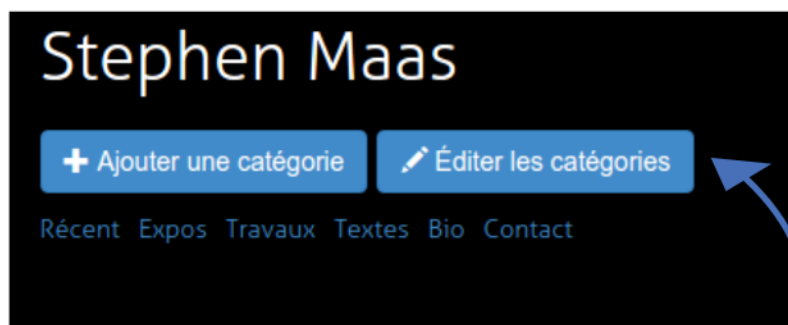 Stephen Maas
Ajouter une catégorie Éditer les catégories
Récent Expos Travaux Textes Bio Contact